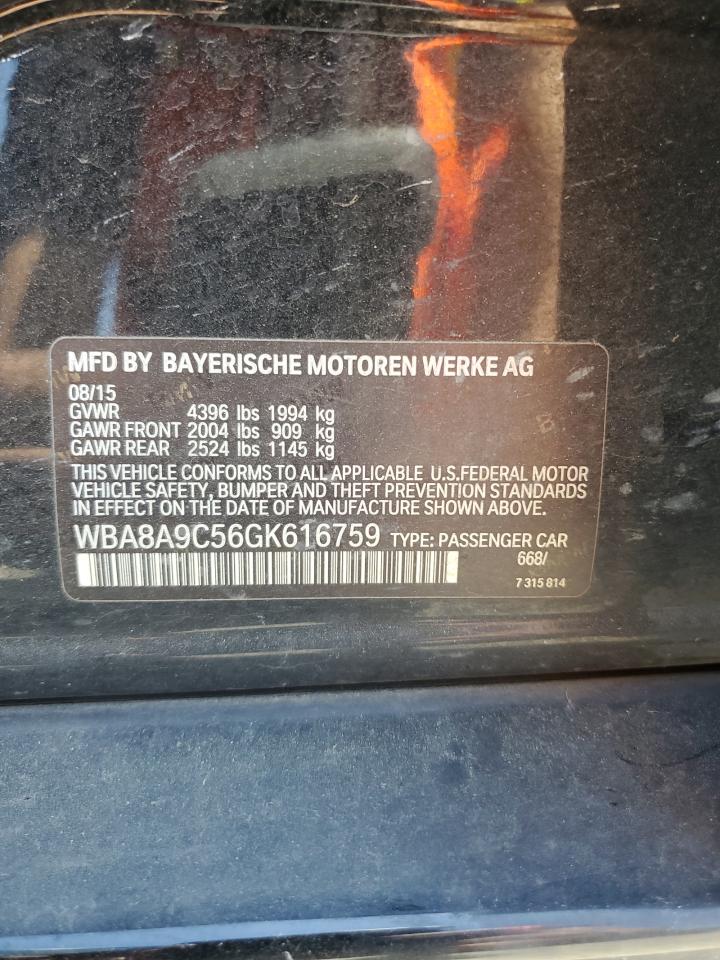 MFD BY BAYERISCHE MOTOREN WERKE AG
08/15
GVWR 4396 lbs 1994 kg
GAWR FRONT 2004 lbs 909 kg
GAWR REAR 2524 lbs 1145 kg
THIS VEHICLE CONFORMS TO ALL APPLICABLE U.S.FEDERAL MOTOR
VEHICLE SAFETY, BUMPER AND THEFT PREVENTION STANDARDS
IN EFFECT ON THE DATE OF MANUFACTURE SHOWN ABOVE.
WBA8A9C56GK616759 TYPE: PASSENGER CAR
668/
7 315 814